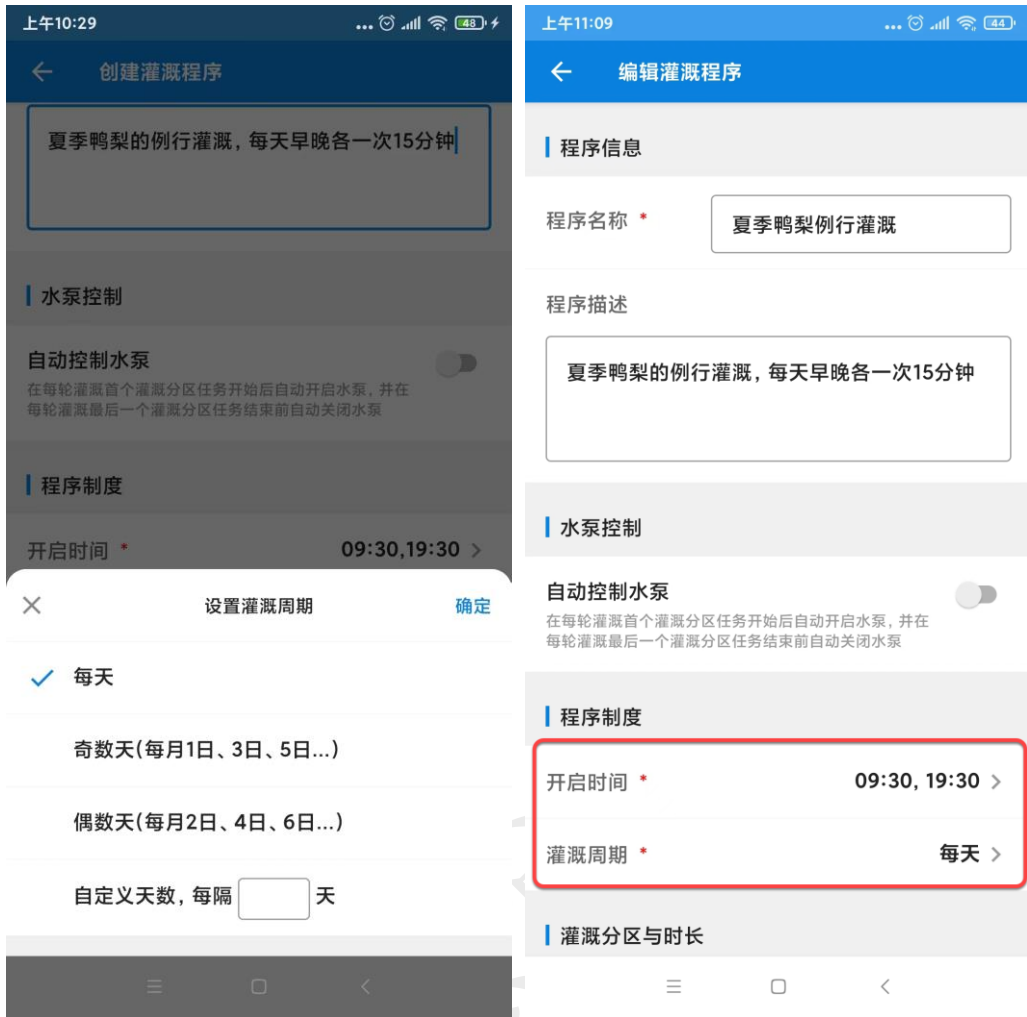 上午10:29
48
创建灌溉程序
夏季鸭梨的例行灌溉，每天早晚各一次15分钟
水泵控制
自动控制水泵
在每轮灌溉首个灌溉分区任务开始后自动开启水泵，并在
每轮灌溉最后一个灌溉分区任务结束前自动关闭水泵
程序制度
开启时间 * 09:30,19:30
设置灌溉周期 确定
每天
奇数天(每月1日、3日、5日...)
偶数天(每月2日、4日、6日...)
自定义天数，每隔 天
上午11:09
44
编辑灌溉程序
程序信息
程序名称 * 夏季鸭梨例行灌溉
程序描述
夏季鸭梨的例行灌溉，每天早晚各一次15分钟
水泵控制
自动控制水泵
在每轮灌溉首个灌溉分区任务开始后自动开启水泵，并在
每轮灌溉最后一个灌溉分区任务结束前自动关闭水泵
程序制度
开启时间 * 09:30, 19:30
灌溉周期 * 每天
灌溉分区与时长